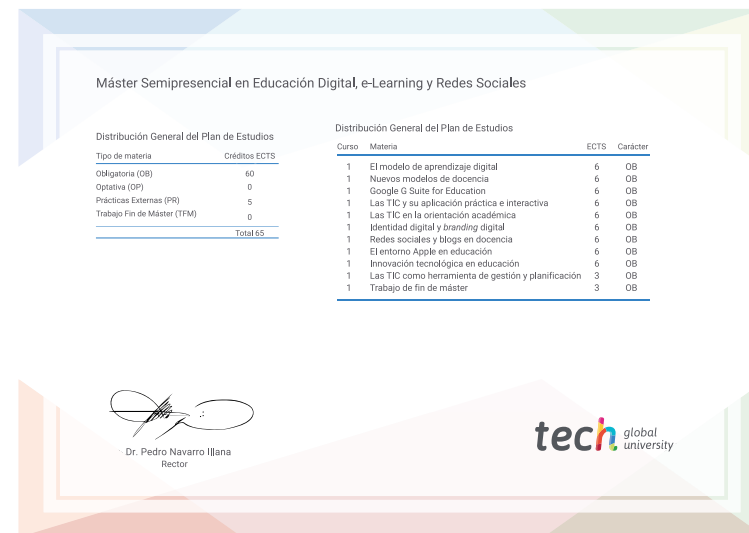 Máster Semipresencial en Educación Digital, e-Learning y Redes Sociales
Distribución General del Plan de Estudios
Tipo de materia Créditos ECTS
Obligatoria (OB) 60
Optativa (OP) 0
Prácticas Externas (PR) 5
Trabajo Fin de Máster (TFM) 0
Total 65
Distribución General del Plan de Estudios
Curso Materia ECTS Carácter
1 El modelo de aprendizaje digital 6 OB
1 Nuevos modelos de docencia 6 OB
1 Google G Suite for Education 6 OB
1 Las TIC y su aplicación práctica e interactiva 6 OB
1 Las TIC en la orientación académica 6 OB
1 Identidad digital y branding digital 6 OB
1 Redes sociales y blogs en docencia 6 OB
1 El entorno Apple en educación 6 OB
1 Innovación tecnológica en educación 6 OB
1 Las TIC como herramienta de gestión y planificación 3 OB
1 Trabajo de fin de máster 3 OB
Dr. Pedro Navarro Illana
Rector
tech global
university